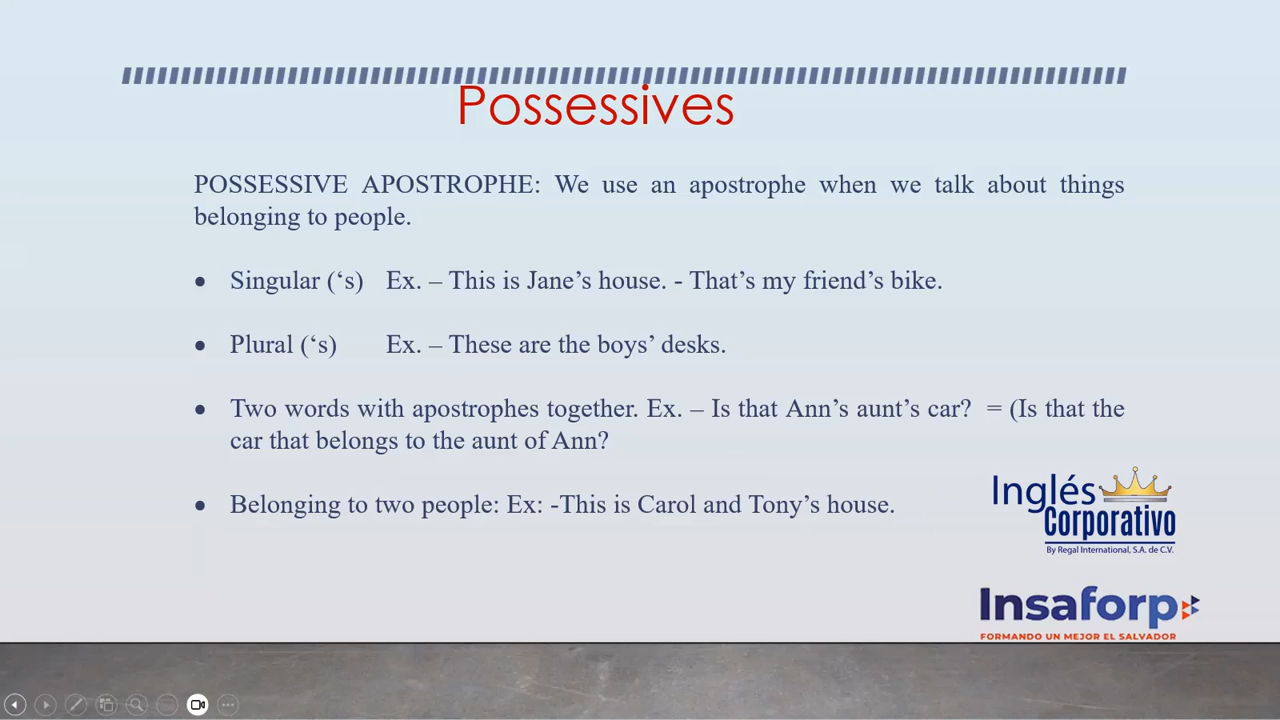 Possessives
POSSESSIVE APOSTROPHE: We use an apostrophe when we talk about things
belonging to people.
• Singular (‘s) Ex. – This is Jane’s house. - That’s my friend’s bike.
• Plural (‘s) Ex. – These are the boys’ desks.
• Two words with apostrophes together. Ex. – Is that Ann’s aunt’s car? = (Is that the
car that belongs to the aunt of Ann?
• Belonging to two people: Ex: -This is Carol and Tony’s house.
Inglés
Corporativo
By Regal International, S.A. de C.V.
Insaforp
FORMANDO UN MEJOR EL SALVADOR